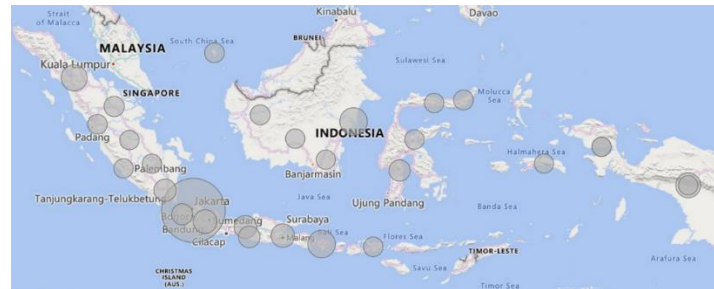 Strait
of Malacca
Kinabalu
Davao
South China Sea
BRUNEI
MALAYSIA
Sulawesi Sea
Kuala Lumpur
SINGAPORE
Molucca
Sea
Padang
INDONESIA
Halmahera Sea
Palembang
Banjarmasin
Tanjungkarang-Telukbetung
Java Sea
Ujung Pandang
Jakarta
Banda Sea
Bandung
Sumedang
Surabaya
Cilacap
Malang
Bali Sea
Flores Sea
TIMOR-LESTE
Arafura Sea
Savu Sea
CHRISTMAS
ISLAND
(AUS.)
Timor Sea